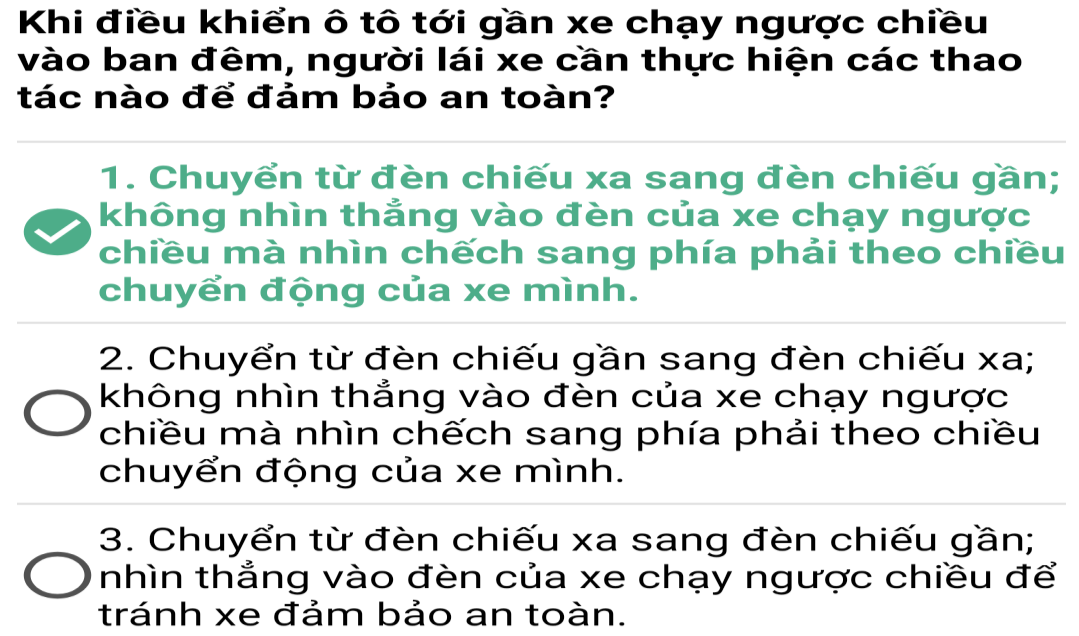 Khi điều khiển ô tô tới gần xe chạy ngược chiều
vào ban đêm, người lái xe cần thực hiện các thao
tác nào để đảm bảo an toàn?
1. Chuyển từ đèn chiếu xa sang đèn chiếu gần;
không nhìn thẳng vào đèn của xe chạy ngược
chiều mà nhìn chếch sang phía phải theo chiều
chuyển động của xe mình.
2. Chuyển từ đèn chiếu gần sang đèn chiếu xa;
không nhìn thẳng vào đèn của xe chạy ngược
chiều mà nhìn chếch sang phía phải theo chiều
chuyển động của xe mình.
3. Chuyển từ đèn chiếu xa sang đèn chiếu gần;
nhìn thẳng vào đèn của xe chạy ngược chiều để
tránh xe đảm bảo an toàn.